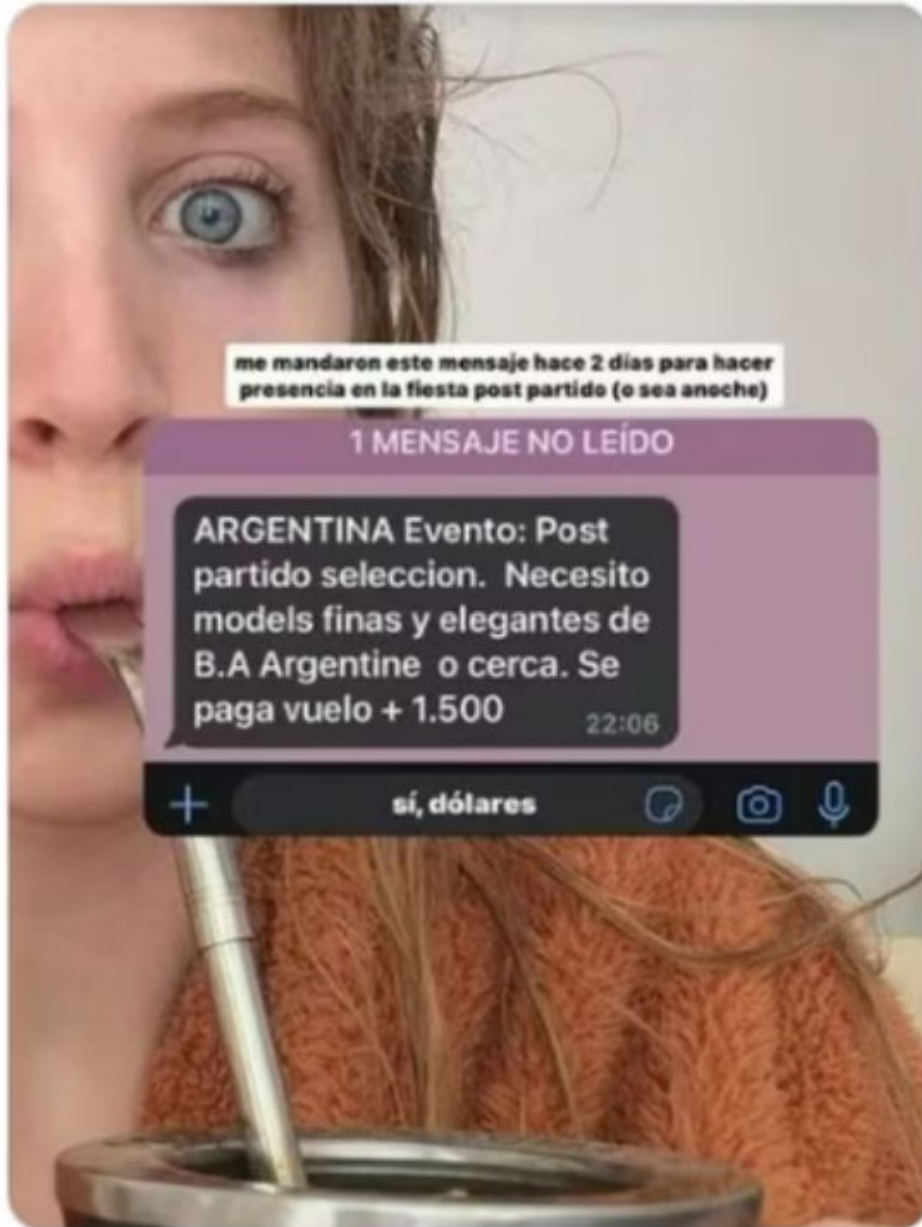 me mandaron este mensaje hace 2 días para hacer
presencia en la fiesta post partido (o sea anoche)
1 MENSAJE NO LEÍDO
ARGENTINA Evento: Post
partido seleccion. Necesito
models finas y elegantes de
B.A Argentine o cerca. Se
paga vuelo + 1.500
22:06
sí, dólares